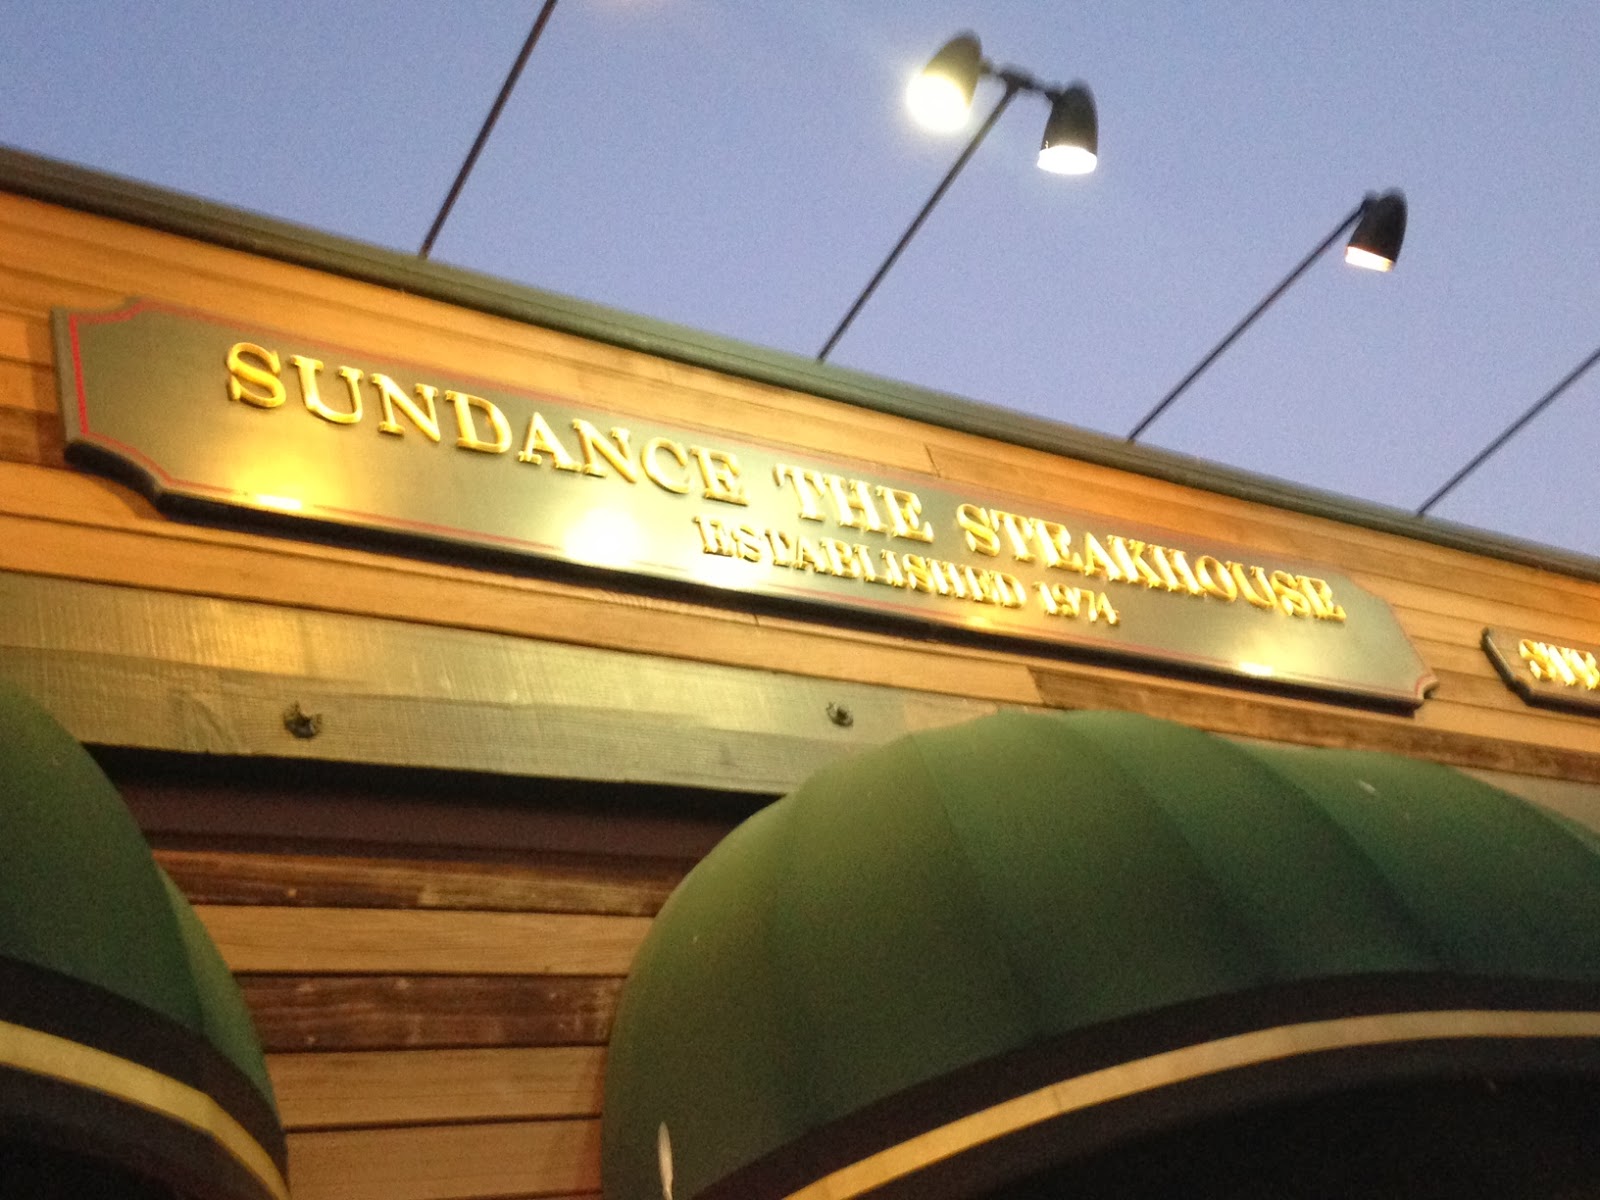 SUNDANCE THE STEAKHOUSE
ESTABLISHED 1974